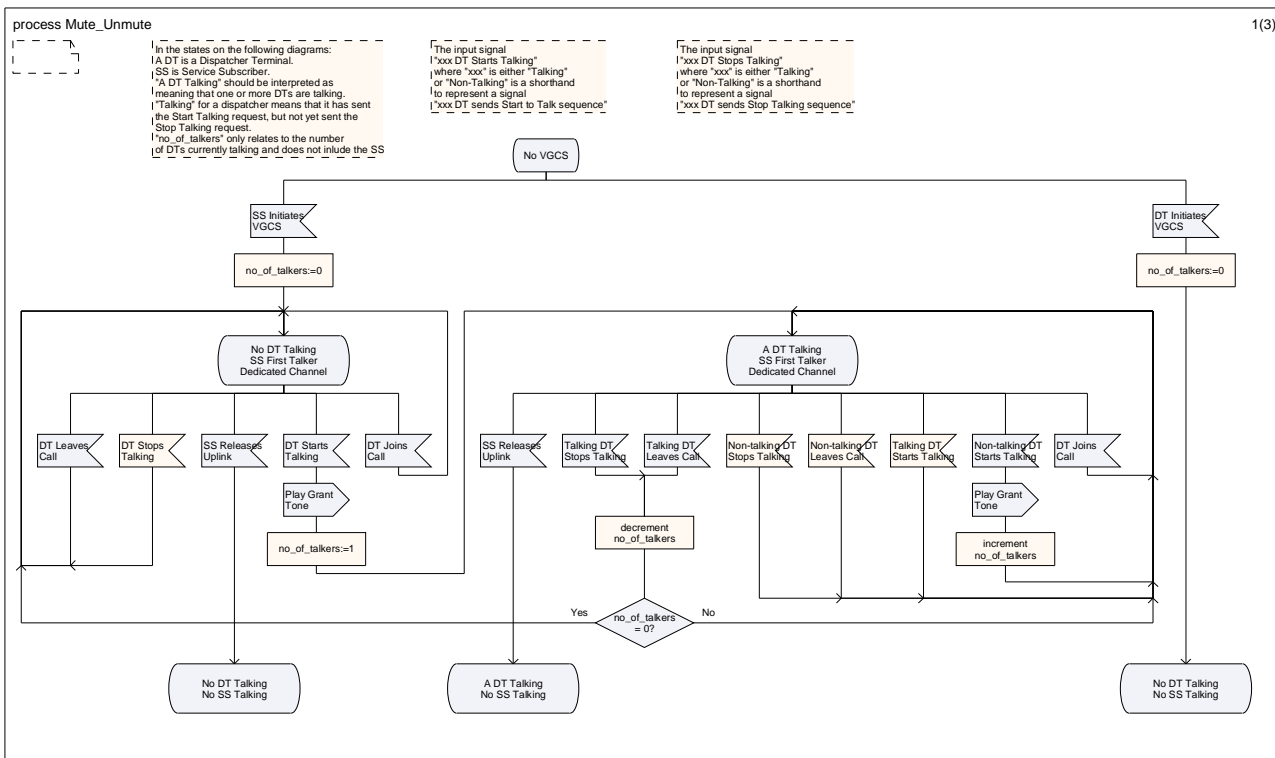 process Mute_Unmute
1(3)
In the states on the following diagrams:
A DT is a Dispatcher Terminal.
SS is Service Subscriber.
"A DT Talking" should be interpreted as
meaning that one or more DTs are talking.
"Talking" for a dispatcher means that it has sent
the Start Talking request, but not yet sent the
Stop Talking request.
"no_of_talkers" only relates to the number
of DTs currently talking and does not inlude the SS
The input signal
"xxx DT Starts Talking"
where "xxx" is either "Talking"
or "Non-Talking" is a shorthand
to represent a signal
"xxx DT sends Start to Talk sequence"
The input signal
"xxx DT Stops Talking"
where "xxx" is either "Talking"
or "Non-Talking" is a shorthand
to represent a signal
"xxx DT sends Stop Talking sequence"
No VGCS
SS Initiates
VGCS
DT Initiates
VGCS
no_of_talkers:=0
no_of_talkers:=0
No DT Talking
SS First Talker
Dedicated Channel
A DT Talking
SS First Talker
Dedicated Channel
DT Leaves
Call
DT Stops
Talking
SS Releases
Uplink
DT Starts
Talking
DT Joins
Call
SS Releases
Uplink
Talking DT
Stops Talking
Talking DT
Leaves Call
Non-talking DT
Stops Talking
Non-talking DT
Leaves Call
Talking DT
Starts Talking
Non-talking DT
Starts Talking
DT Joins
Call
Play Grant
Tone
Play Grant
Tone
no_of_talkers:=1
decrement
no_of_talkers
increment
no_of_talkers
Yes
no_of_talkers
= 0?
No
No DT Talking
No SS Talking
A DT Talking
No SS Talking
No DT Talking
No SS Talking